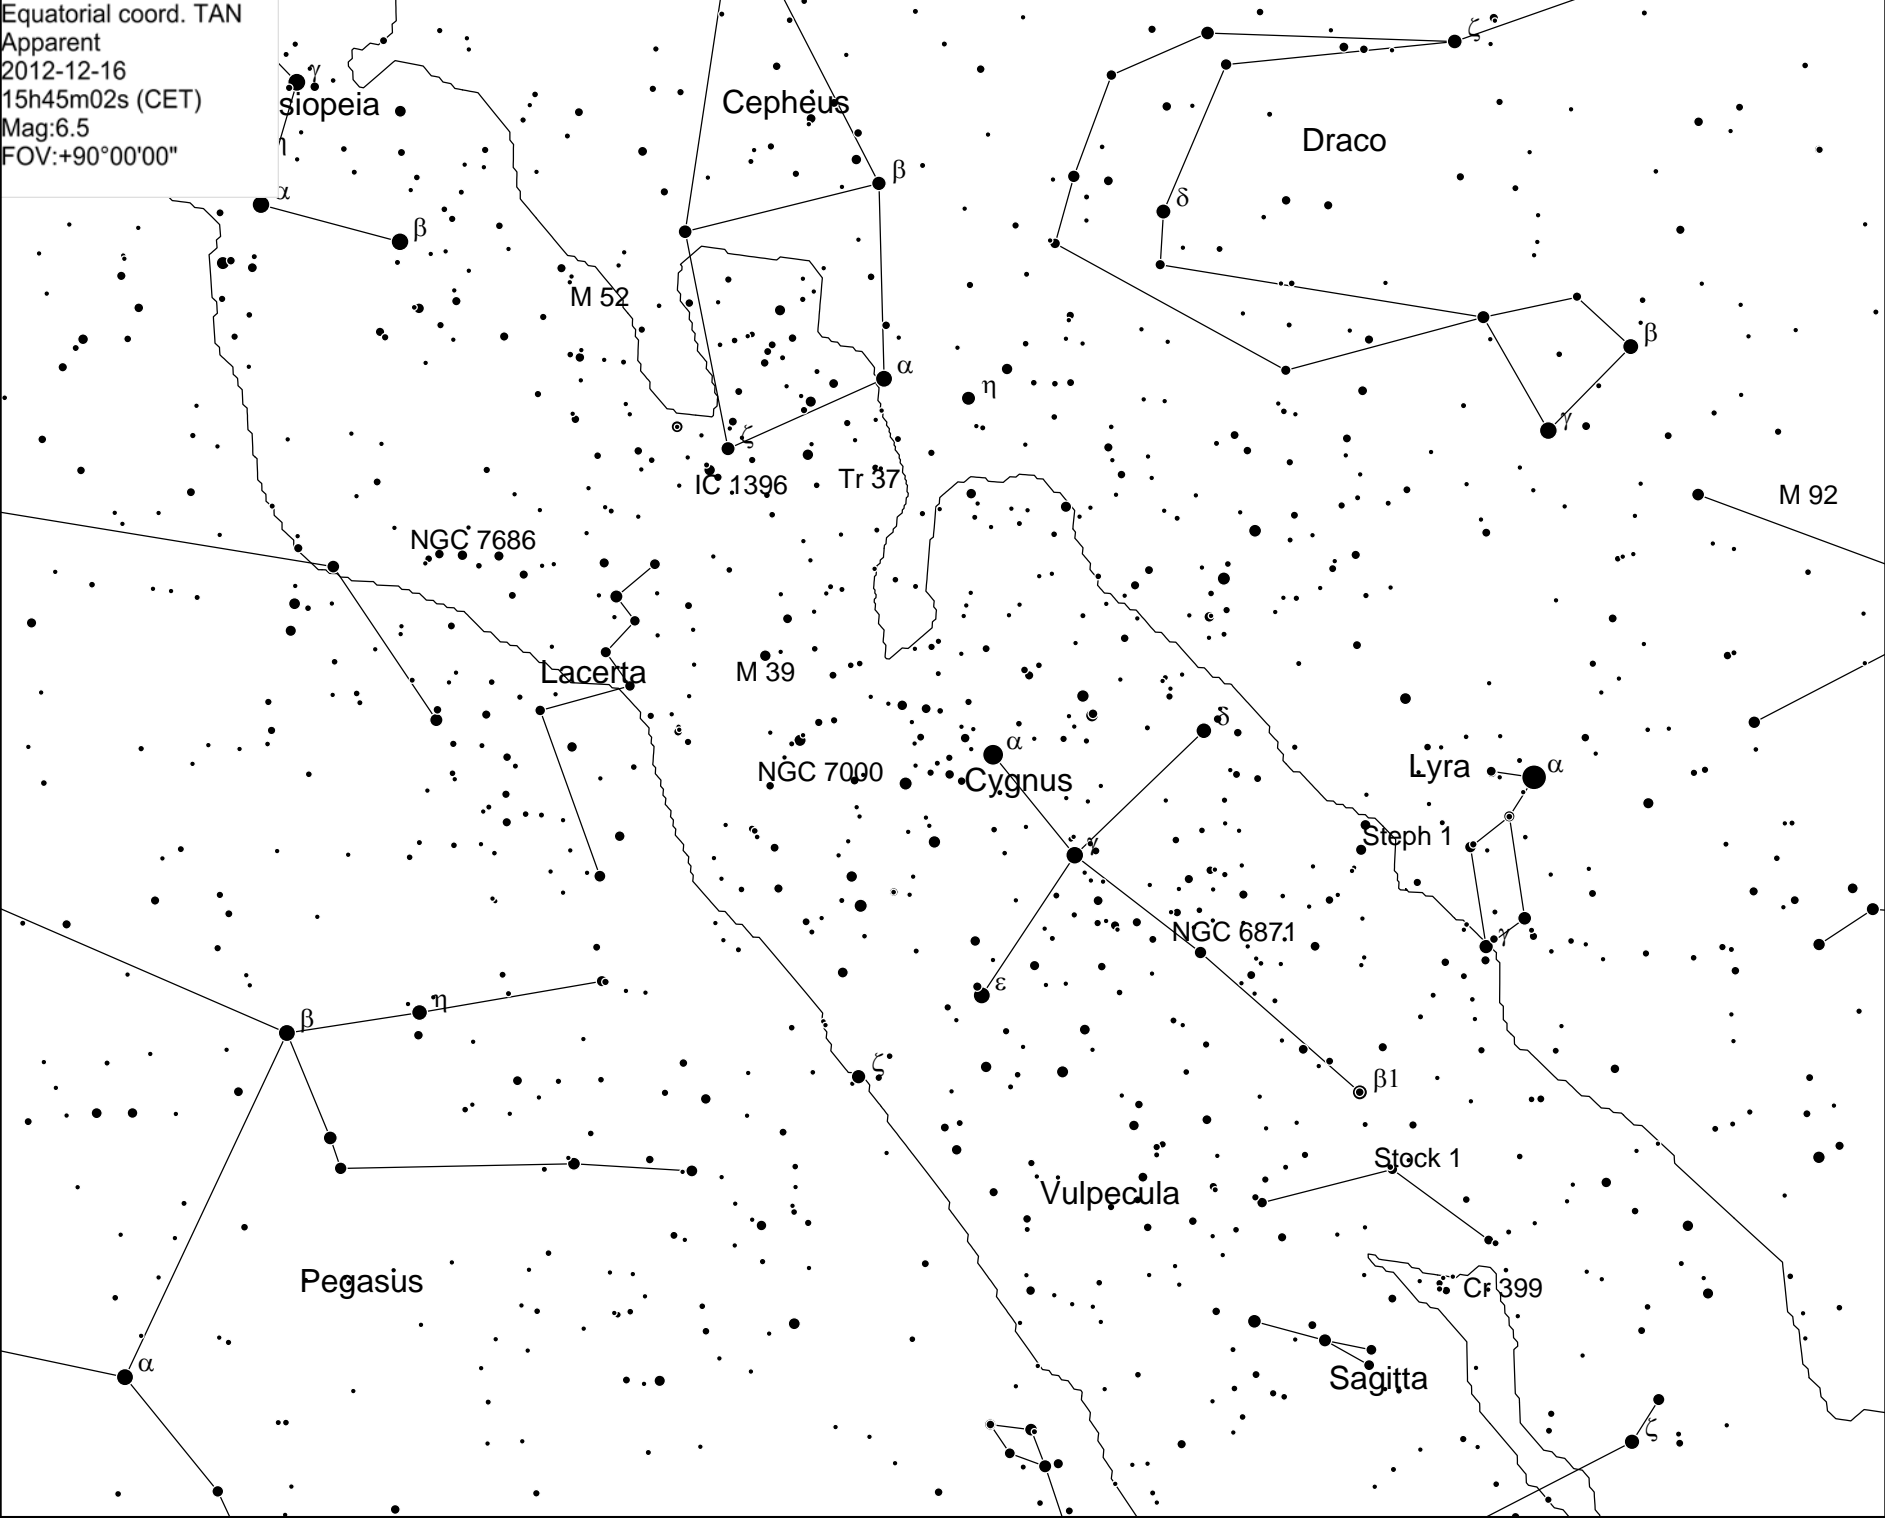 Equatorial coord. TAN
Apparent
2012-12-16
15h45m02s (CET)
Mag:6.5
FOV:+90°00'00"
ζ
γ
siopeia
Cepheus
Draco
η
β
α
δ
β
M 52
β
α
η
γ
ζ
IC 1396
Tr 37
M 92
NGC 7686
Lacerta
M 39
δ
α
NGC 7000
Cygnus
Lyra
α
γ
Steph 1
NGC 6871
γ
ε
η
β
ζ
β1
Stock 1
Vulpecula
Pegasus
Cr 399
α
Sagitta
ζ